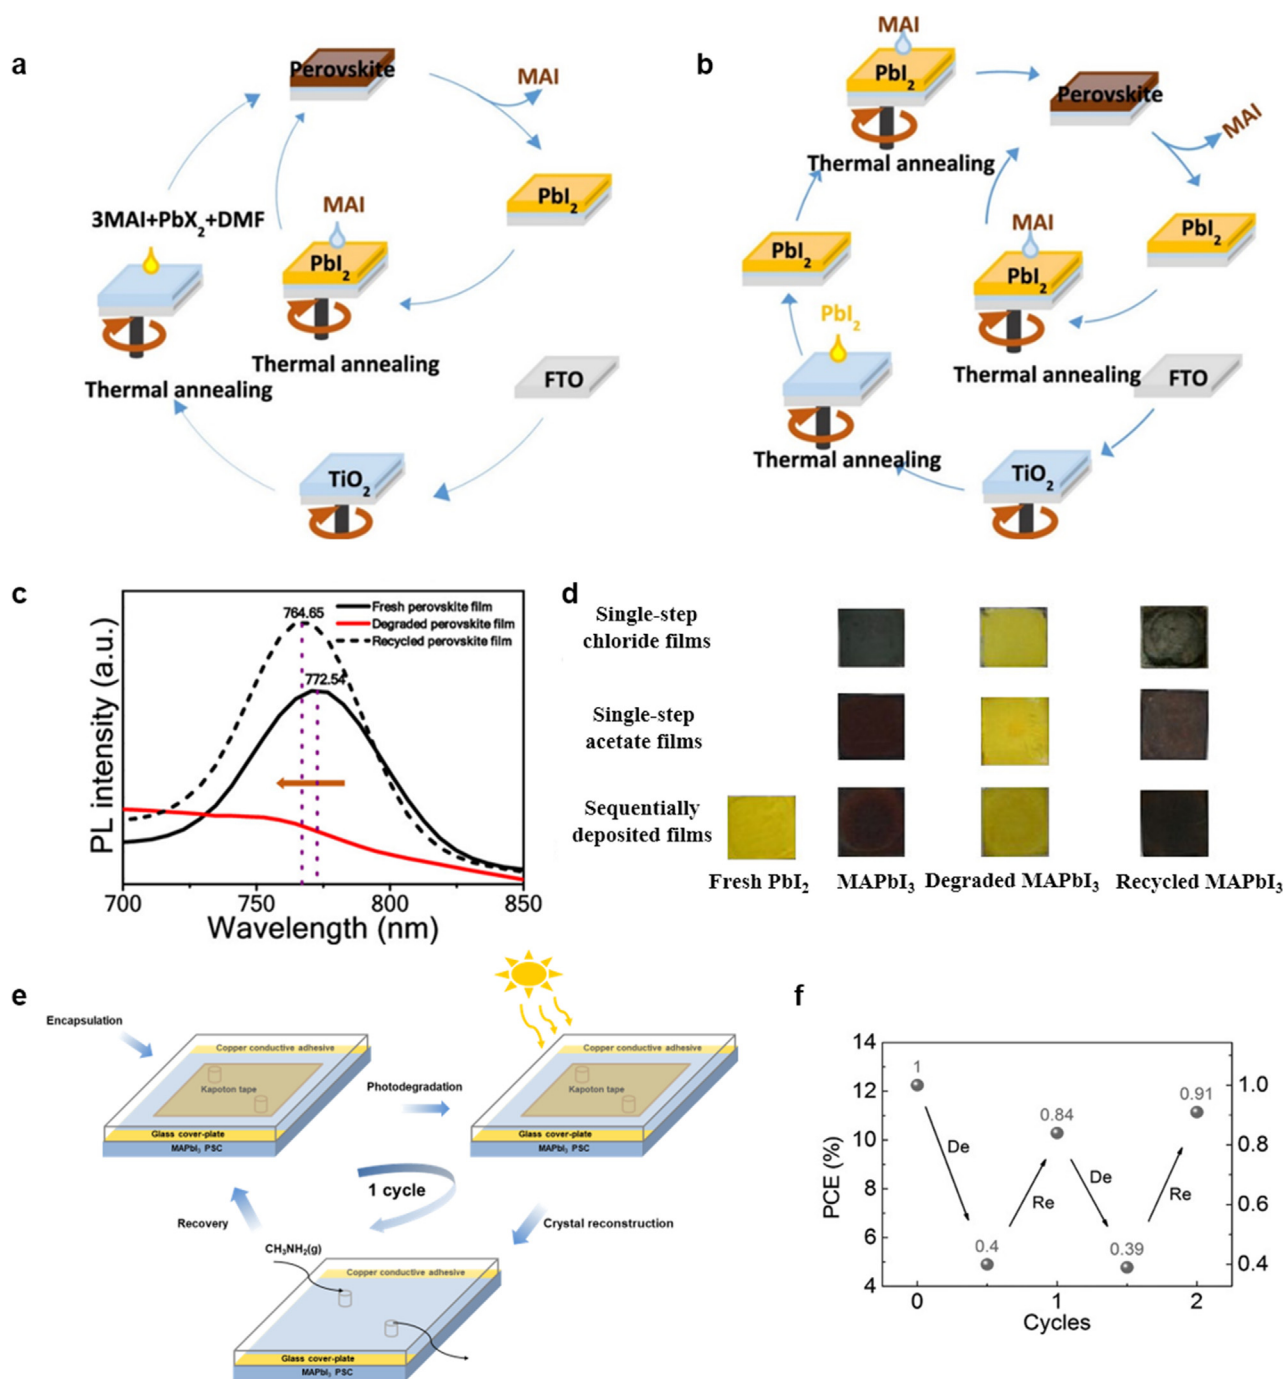 a
Perovskite
MAI
PbI2
MAI
3MAI+PbX2+DMF
PbI2
Thermal annealing
Thermal annealing
FTO
TiO2
b
MAI
PbI2
Perovskite
MAI
Thermal annealing
MAI
PbI2
PbI2
PbI2
PbI2
Thermal annealing
FTO
Thermal annealing
TiO2
c
764.65
772.54
Fresh perovskite film
Degraded perovskite film
Recycled perovskite film
PL intensity (a.u.)
700 750 800 850
Wavelength (nm)
d
Single-step
chloride films
Single-step
acetate films
Sequentially
deposited films
Fresh PbI2 MAPbI3 Degraded MAPbI3 Recycled MAPbI3
e
Encapsulation
Copper conductive adhesive
Kapoton tape
Glass cover-plate
MAPbI3 PSC
Photodegradation
Copper conductive adhesive
Kapoton tape
Glass cover-plate
MAPbI3 PSC
1 cycle
Recovery
Crystal reconstruction
CH3NH2(g)
Copper conductive adhesive
Glass cover-plate
MAPbI3 PSC
f
PCE (%)
14
12
10
8
6
4
1
De
0.4
Re
0.84
De
0.39
Re
0.91
1.0
0.8
0.6
0.4
0 1 2
Cycles